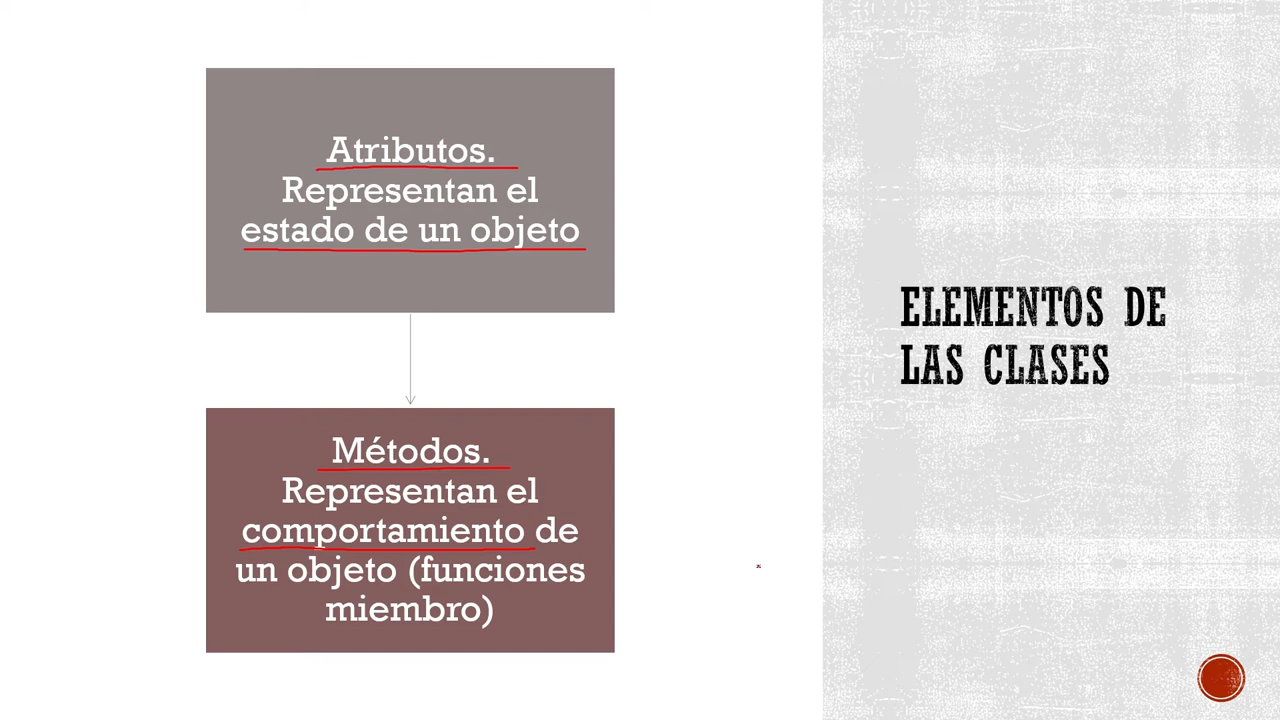 Atributos.
Representan el
estado de un objeto
Métodos.
Representan el
comportamiento de
un objeto (funciones
miembro)
ELEMENTOS DE
LAS CLASES